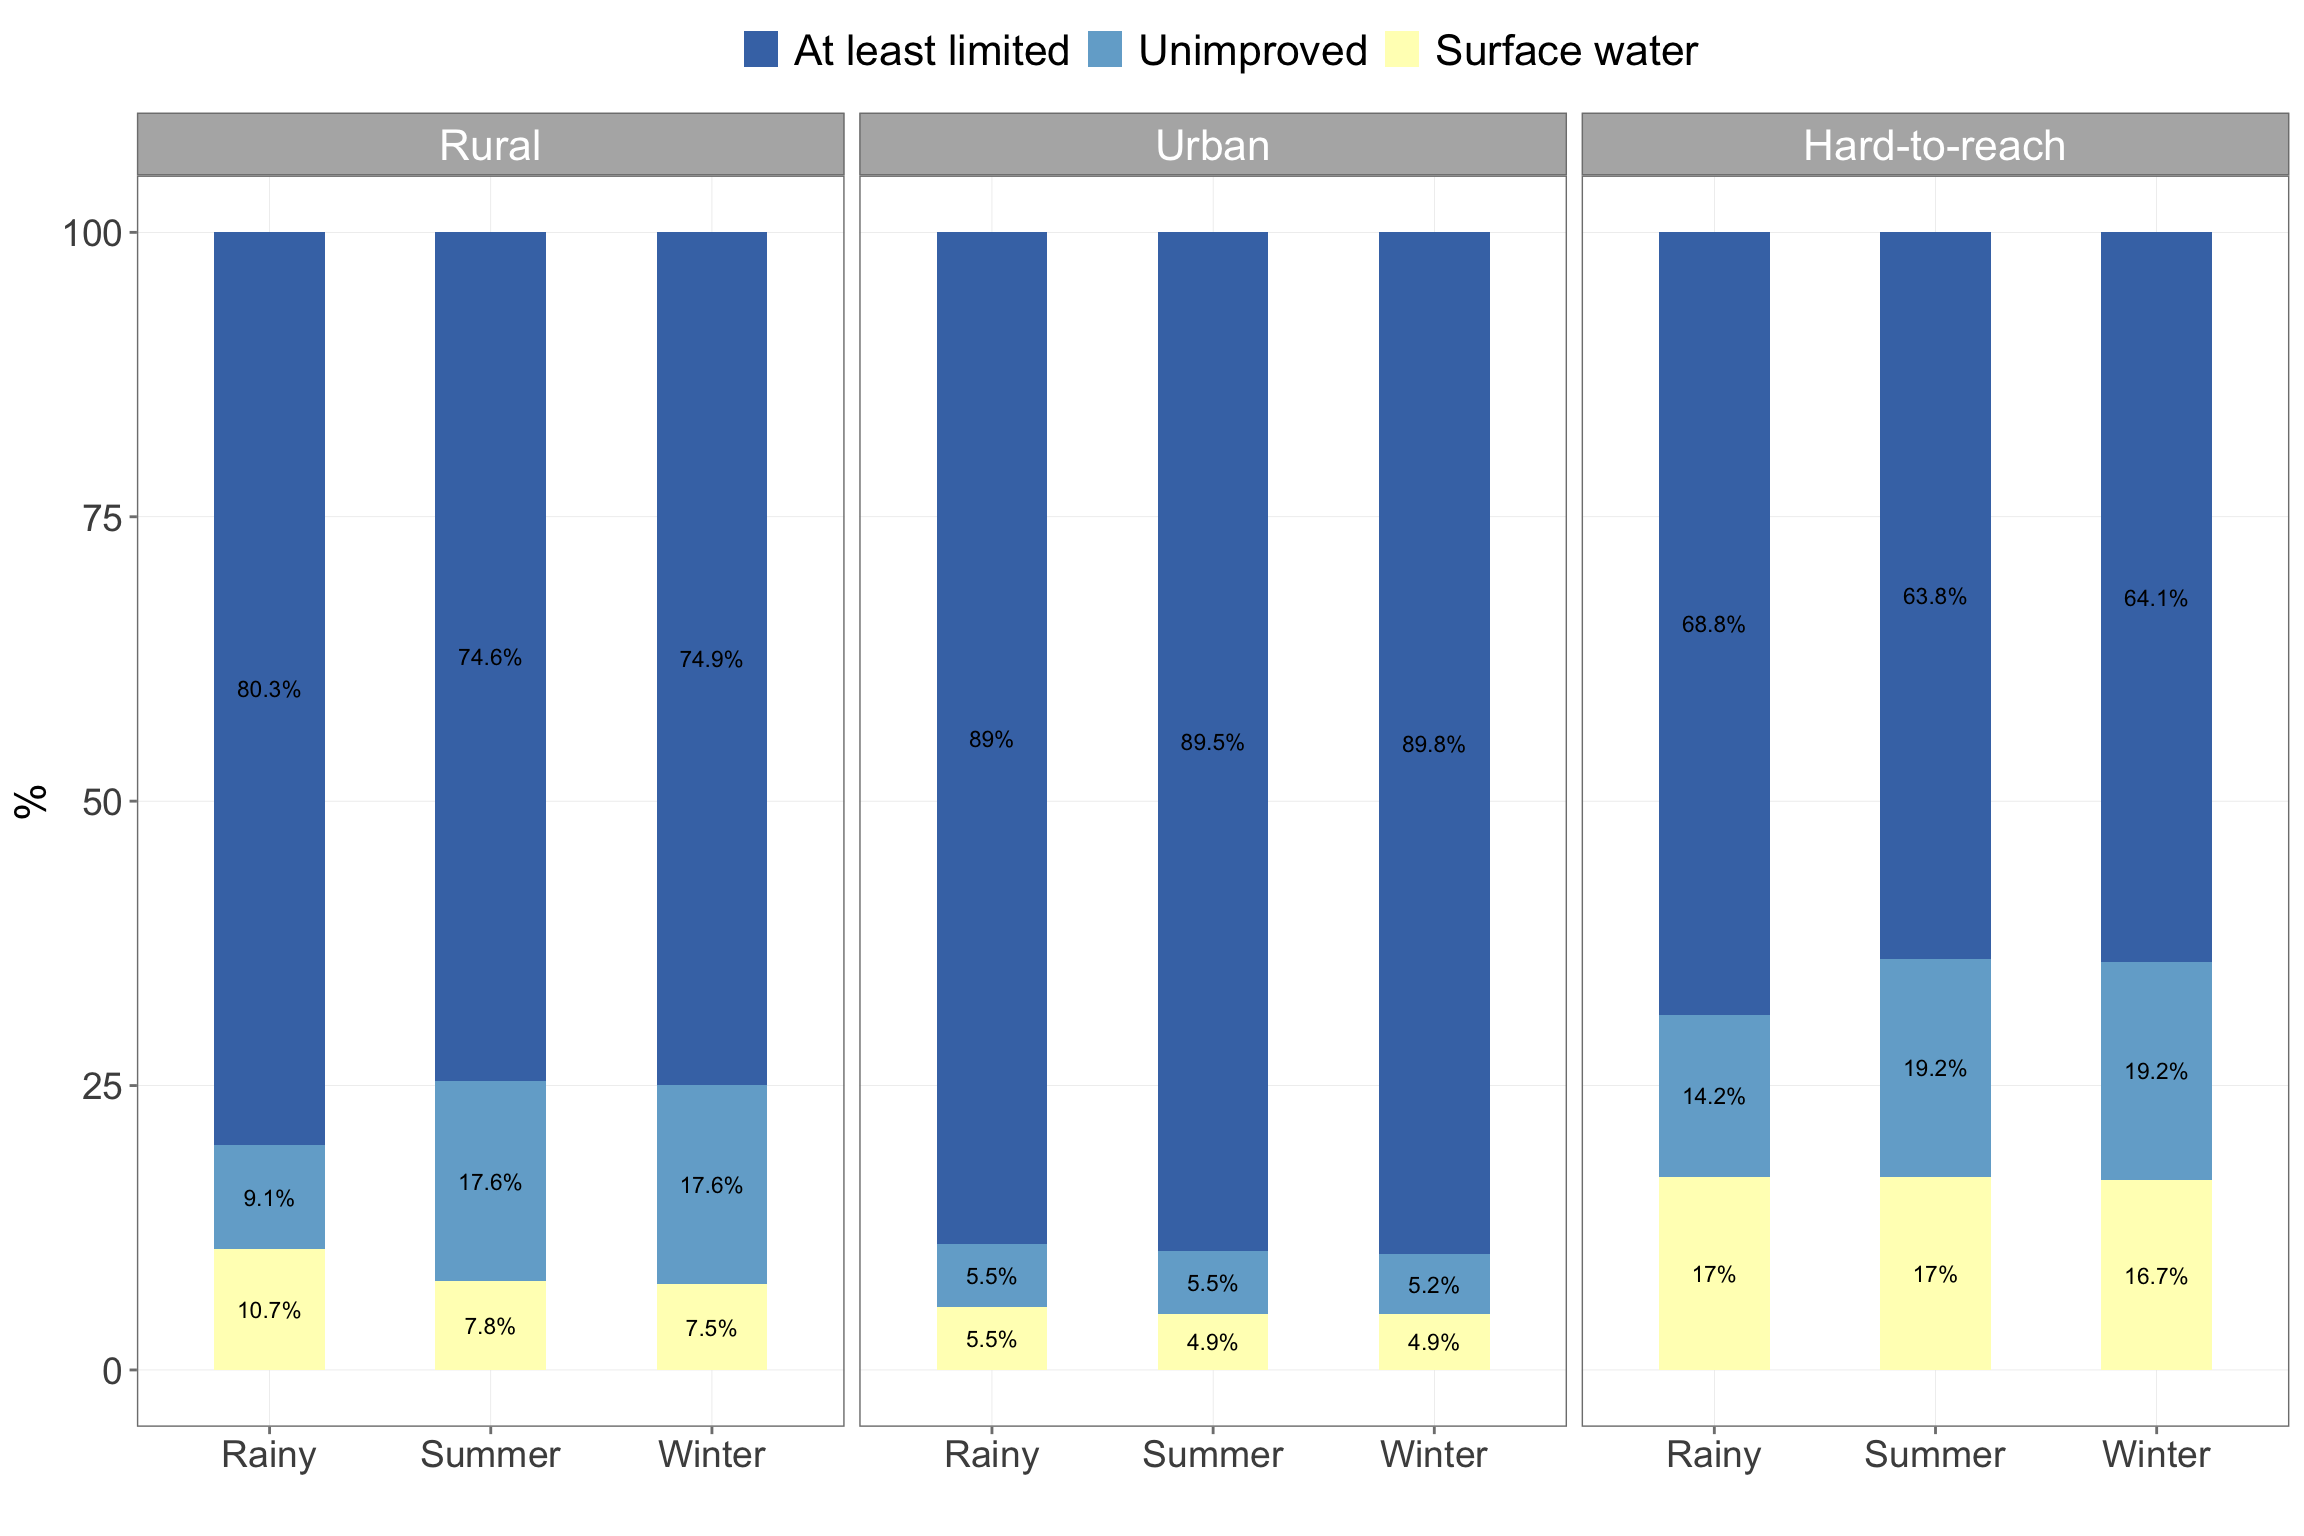 At least limited Unimproved Surface water
Rural Urban Hard-to-reach
100
75
50
25
0
%
80.3% 74.6% 74.9% 89% 89.5% 89.8% 68.8% 63.8% 64.1%
9.1% 17.6% 17.6% 5.5% 5.5% 5.2% 14.2% 19.2% 19.2%
10.7% 7.8% 7.5% 5.5% 4.9% 4.9% 17% 17% 16.7%
Rainy Summer Winter Rainy Summer Winter Rainy Summer Winter